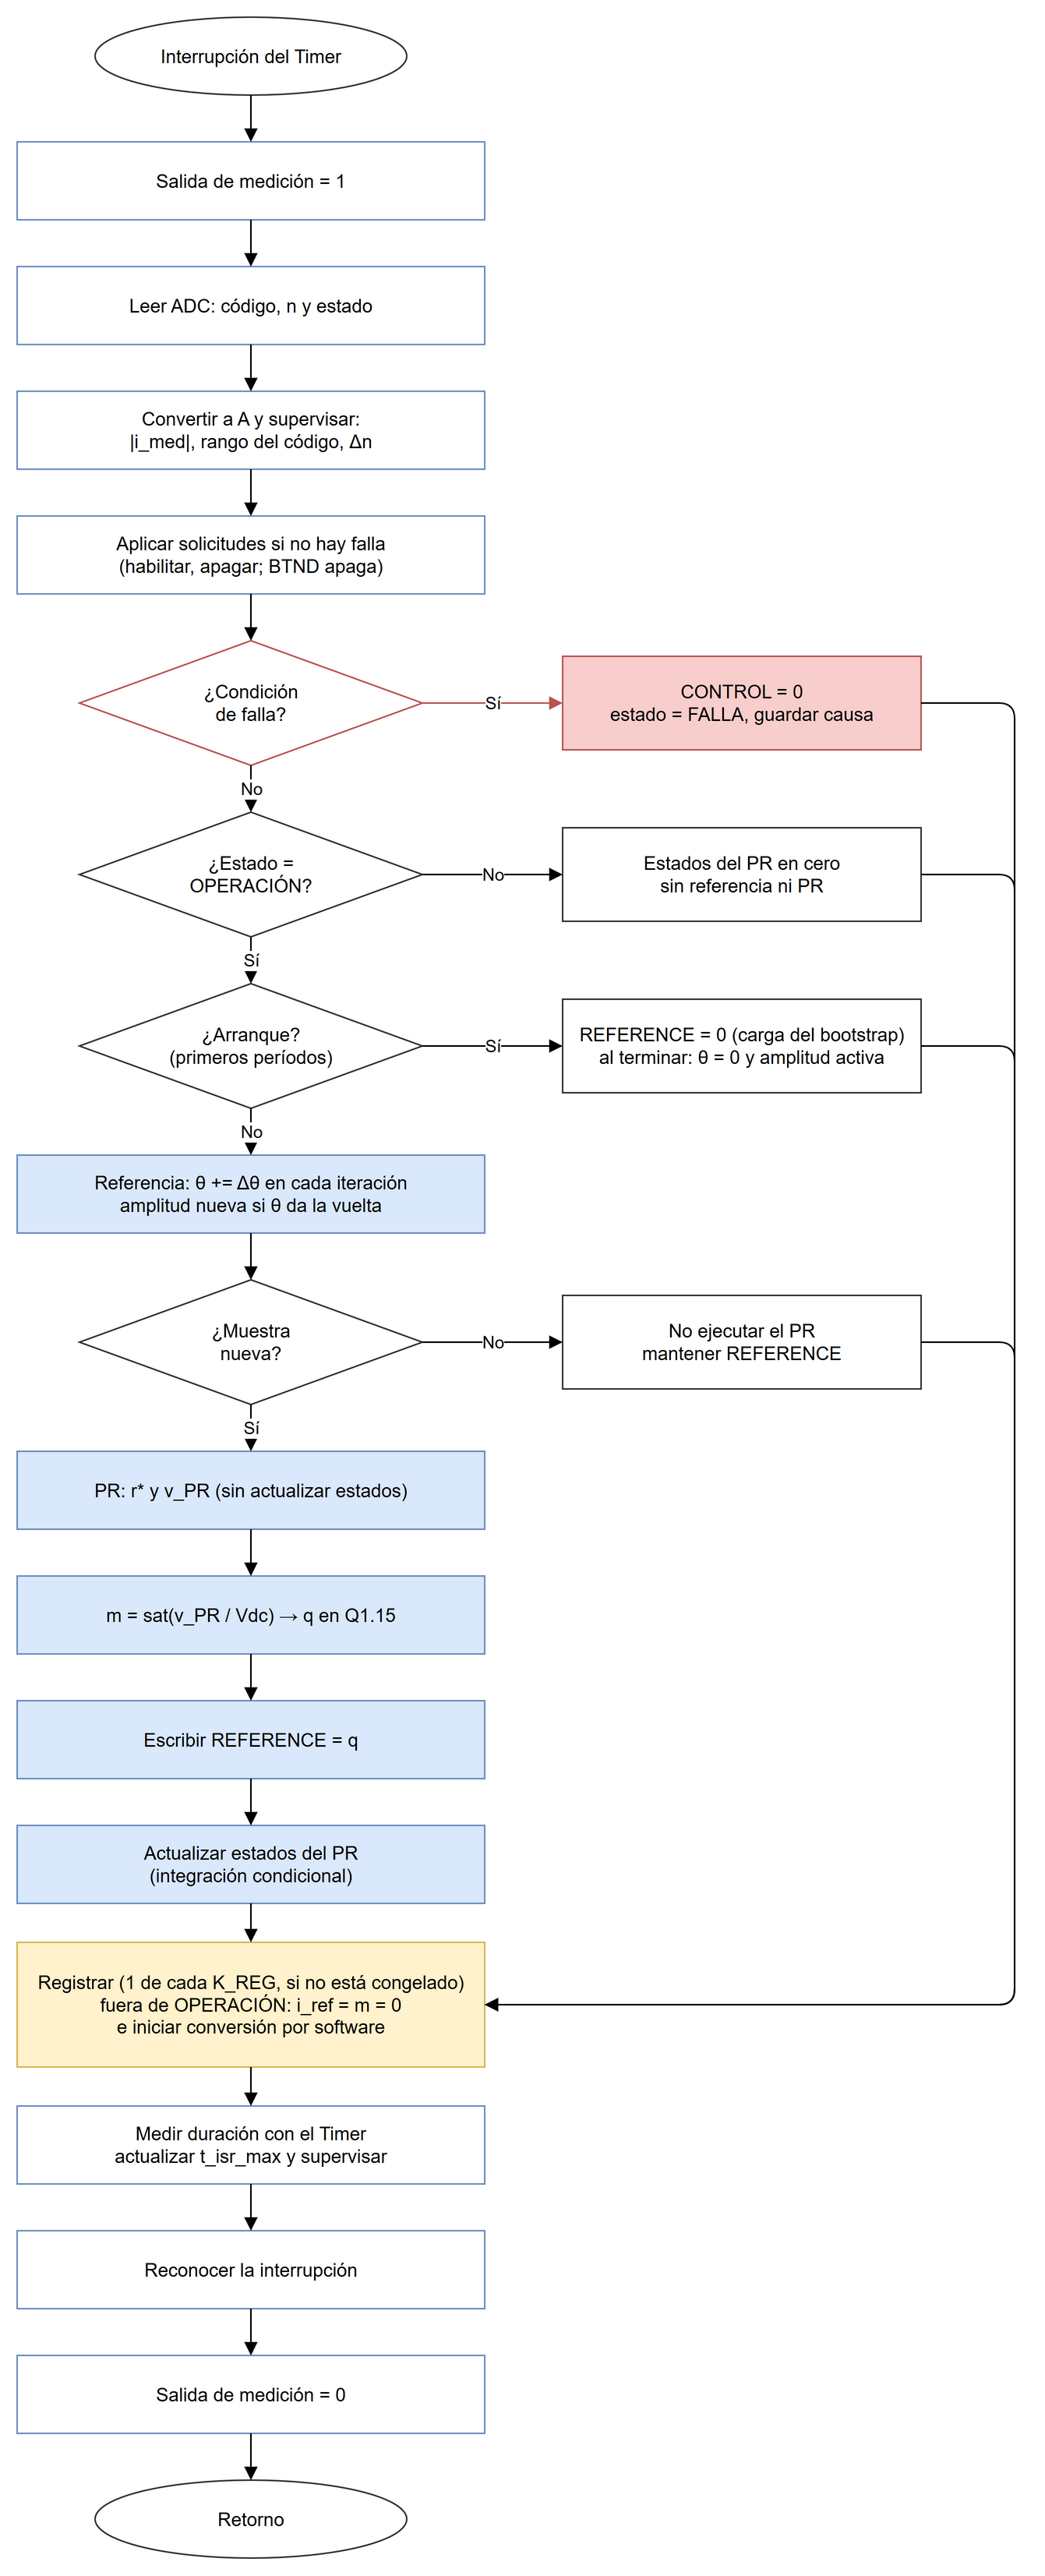 Interrupción del Timer
Salida de medición = 1
Leer ADC: código, n y estado
Convertir a A y supervisar:
|i_med|, rango del código, Δn
Aplicar solicitudes si no hay falla
(habilitar, apagar; BTND apaga)
¿Condición
de falla?
Sí
CONTROL = 0
estado = FALLA, guardar causa
No
¿Estado =
OPERACIÓN?
No
Estados del PR en cero
sin referencia ni PR
Sí
¿Arranque?
(primeros períodos)
Sí
REFERENCE = 0 (carga del bootstrap)
al terminar: θ = 0 y amplitud activa
No
Referencia: θ += Δθ en cada iteración
amplitud nueva si θ da la vuelta
¿Muestra
nueva?
No
No ejecutar el PR
mantener REFERENCE
Sí
PR: r* y v_PR (sin actualizar estados)
m = sat(v_PR / Vdc) → q en Q1.15
Escribir REFERENCE = q
Actualizar estados del PR
(integración condicional)
Registrar (1 de cada K_REG, si no está congelado)
fuera de OPERACIÓN: i_ref = m = 0
e iniciar conversión por software
Medir duración con el Timer
actualizar t_isr_max y supervisar
Reconocer la interrupción
Salida de medición = 0
Retorno